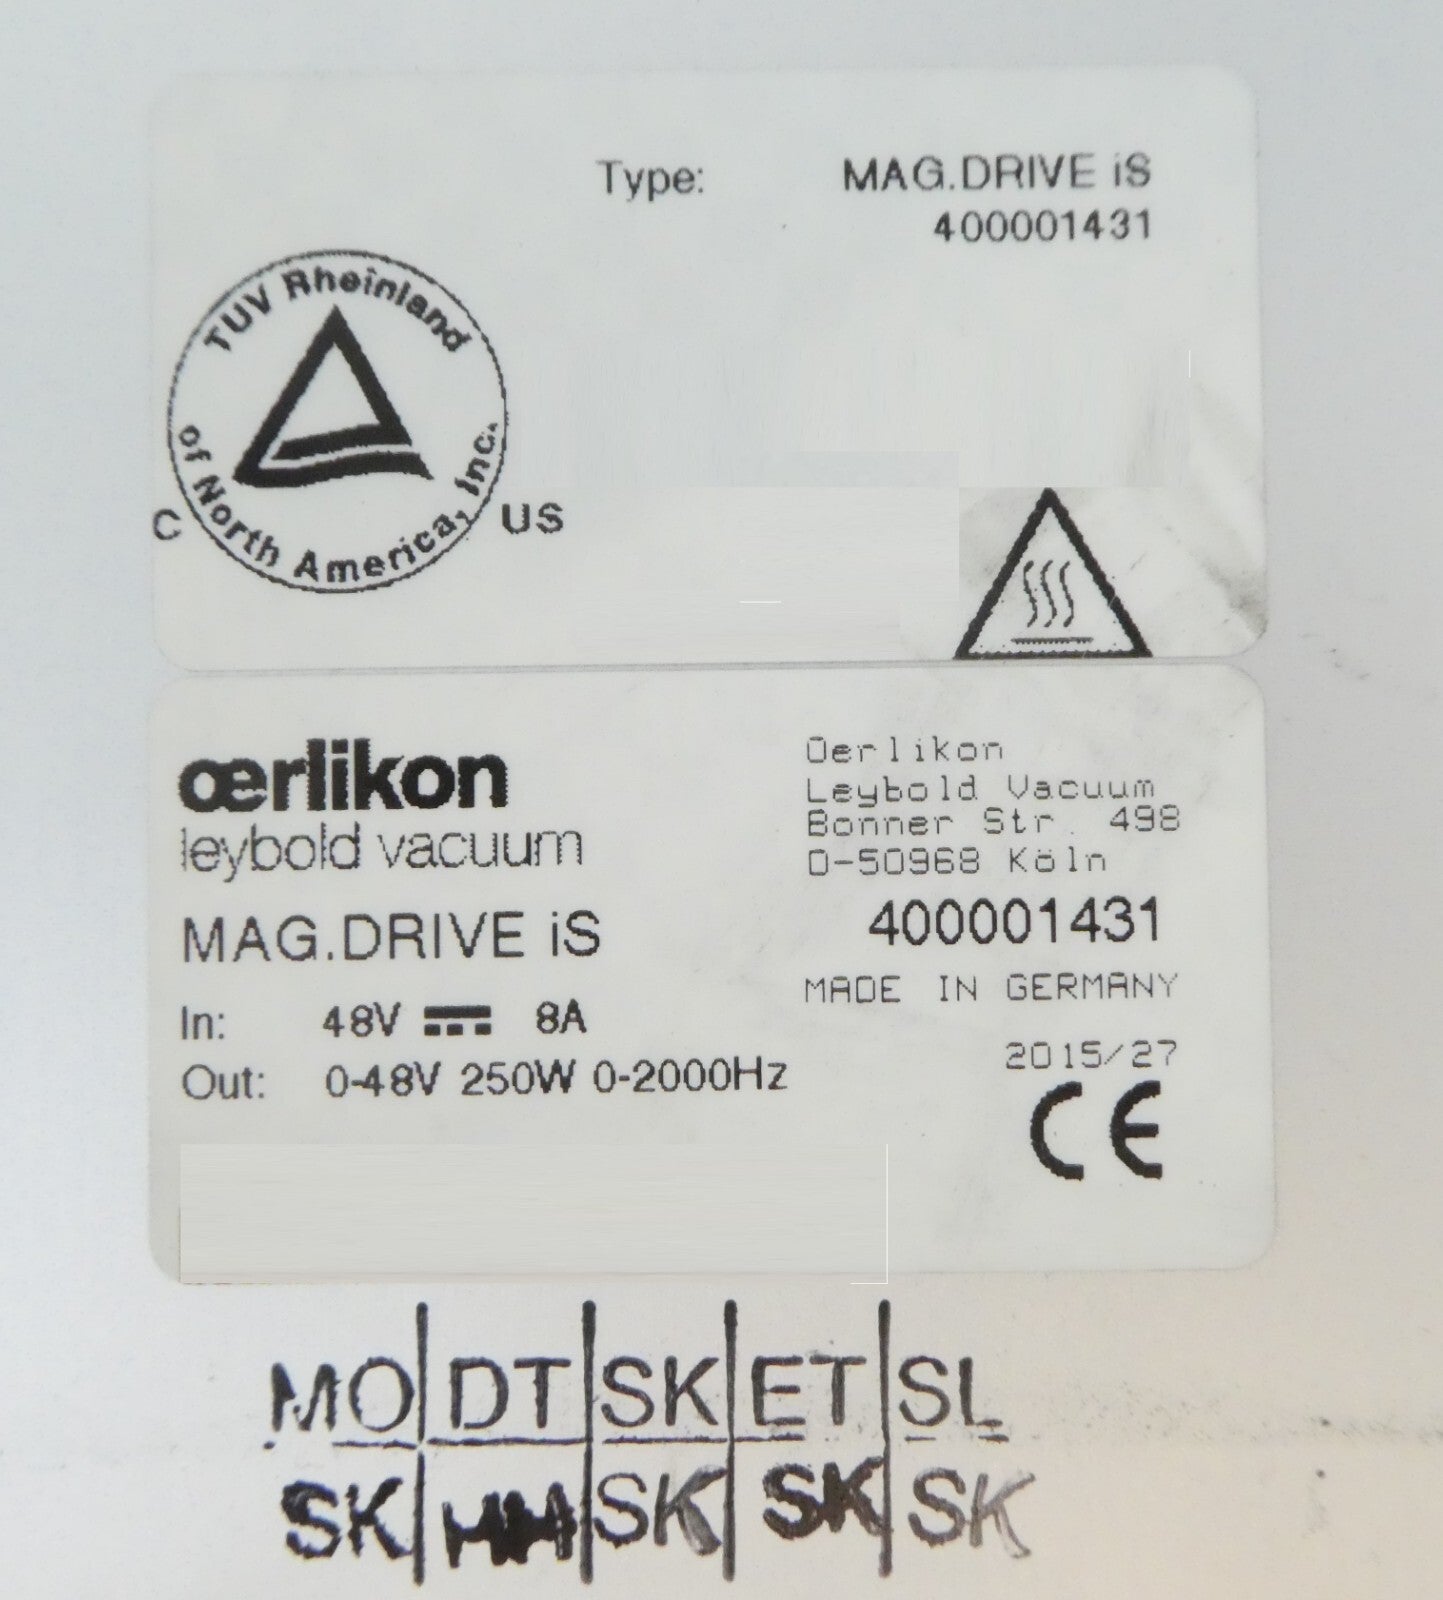 Type: MAG.DRIVE iS
400001431
TUV Rheinland
of North America, Inc.
C US
œrlikon
leybold vacuum
MAG.DRIVE iS
In: 48V 8A
Out: 0-48V 250W 0-2000Hz
Oerlikon
Leybold Vacuum
Bonner Str. 498
D-50968 Köln
400001431
MADE IN GERMANY
2015/27
CE
MO DT SK ET SL
SK HM SK SK SK